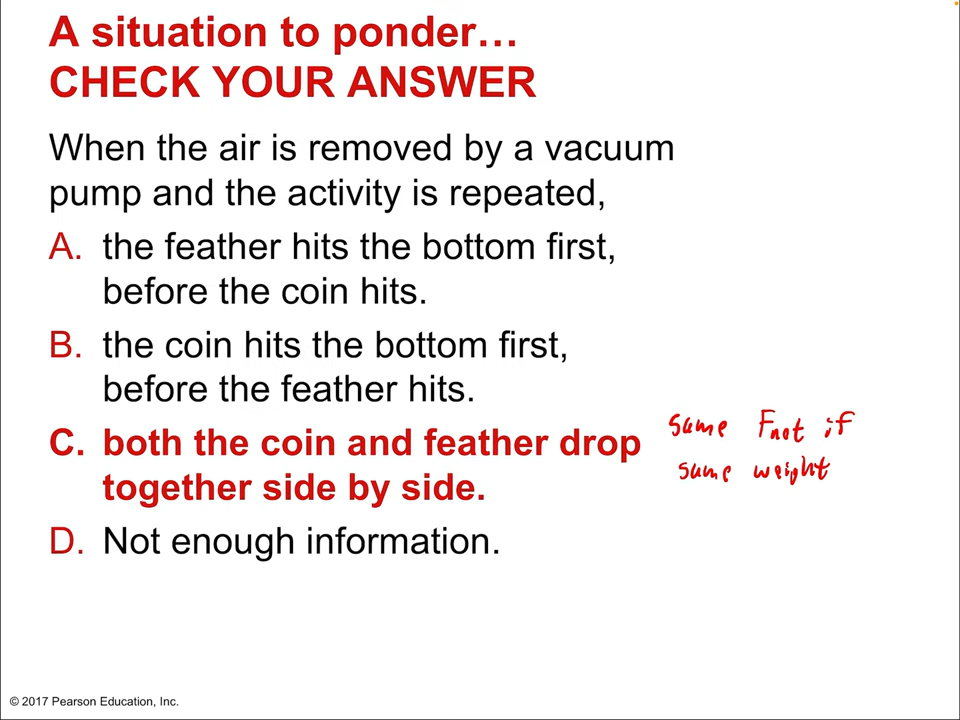 A situation to ponder…
CHECK YOUR ANSWER
When the air is removed by a vacuum
pump and the activity is repeated,
A. the feather hits the bottom first,
before the coin hits.
B. the coin hits the bottom first,
before the feather hits.
C. both the coin and feather drop
together side by side.
same Fnot if
same weight
D. Not enough information.
© 2017 Pearson Education, Inc.